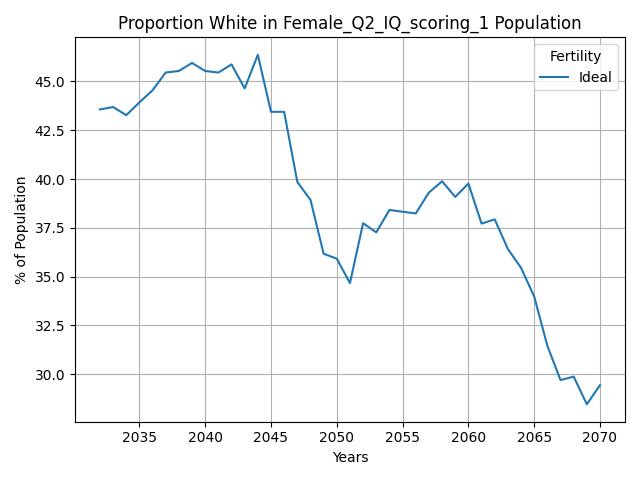 Proportion White in Female_Q2_IQ_scoring_1 Population
Fertility
Ideal
45.0
42.5
40.0
37.5
35.0
32.5
30.0
% of Population
2035 2040 2045 2050 2055 2060 2065 2070
Years